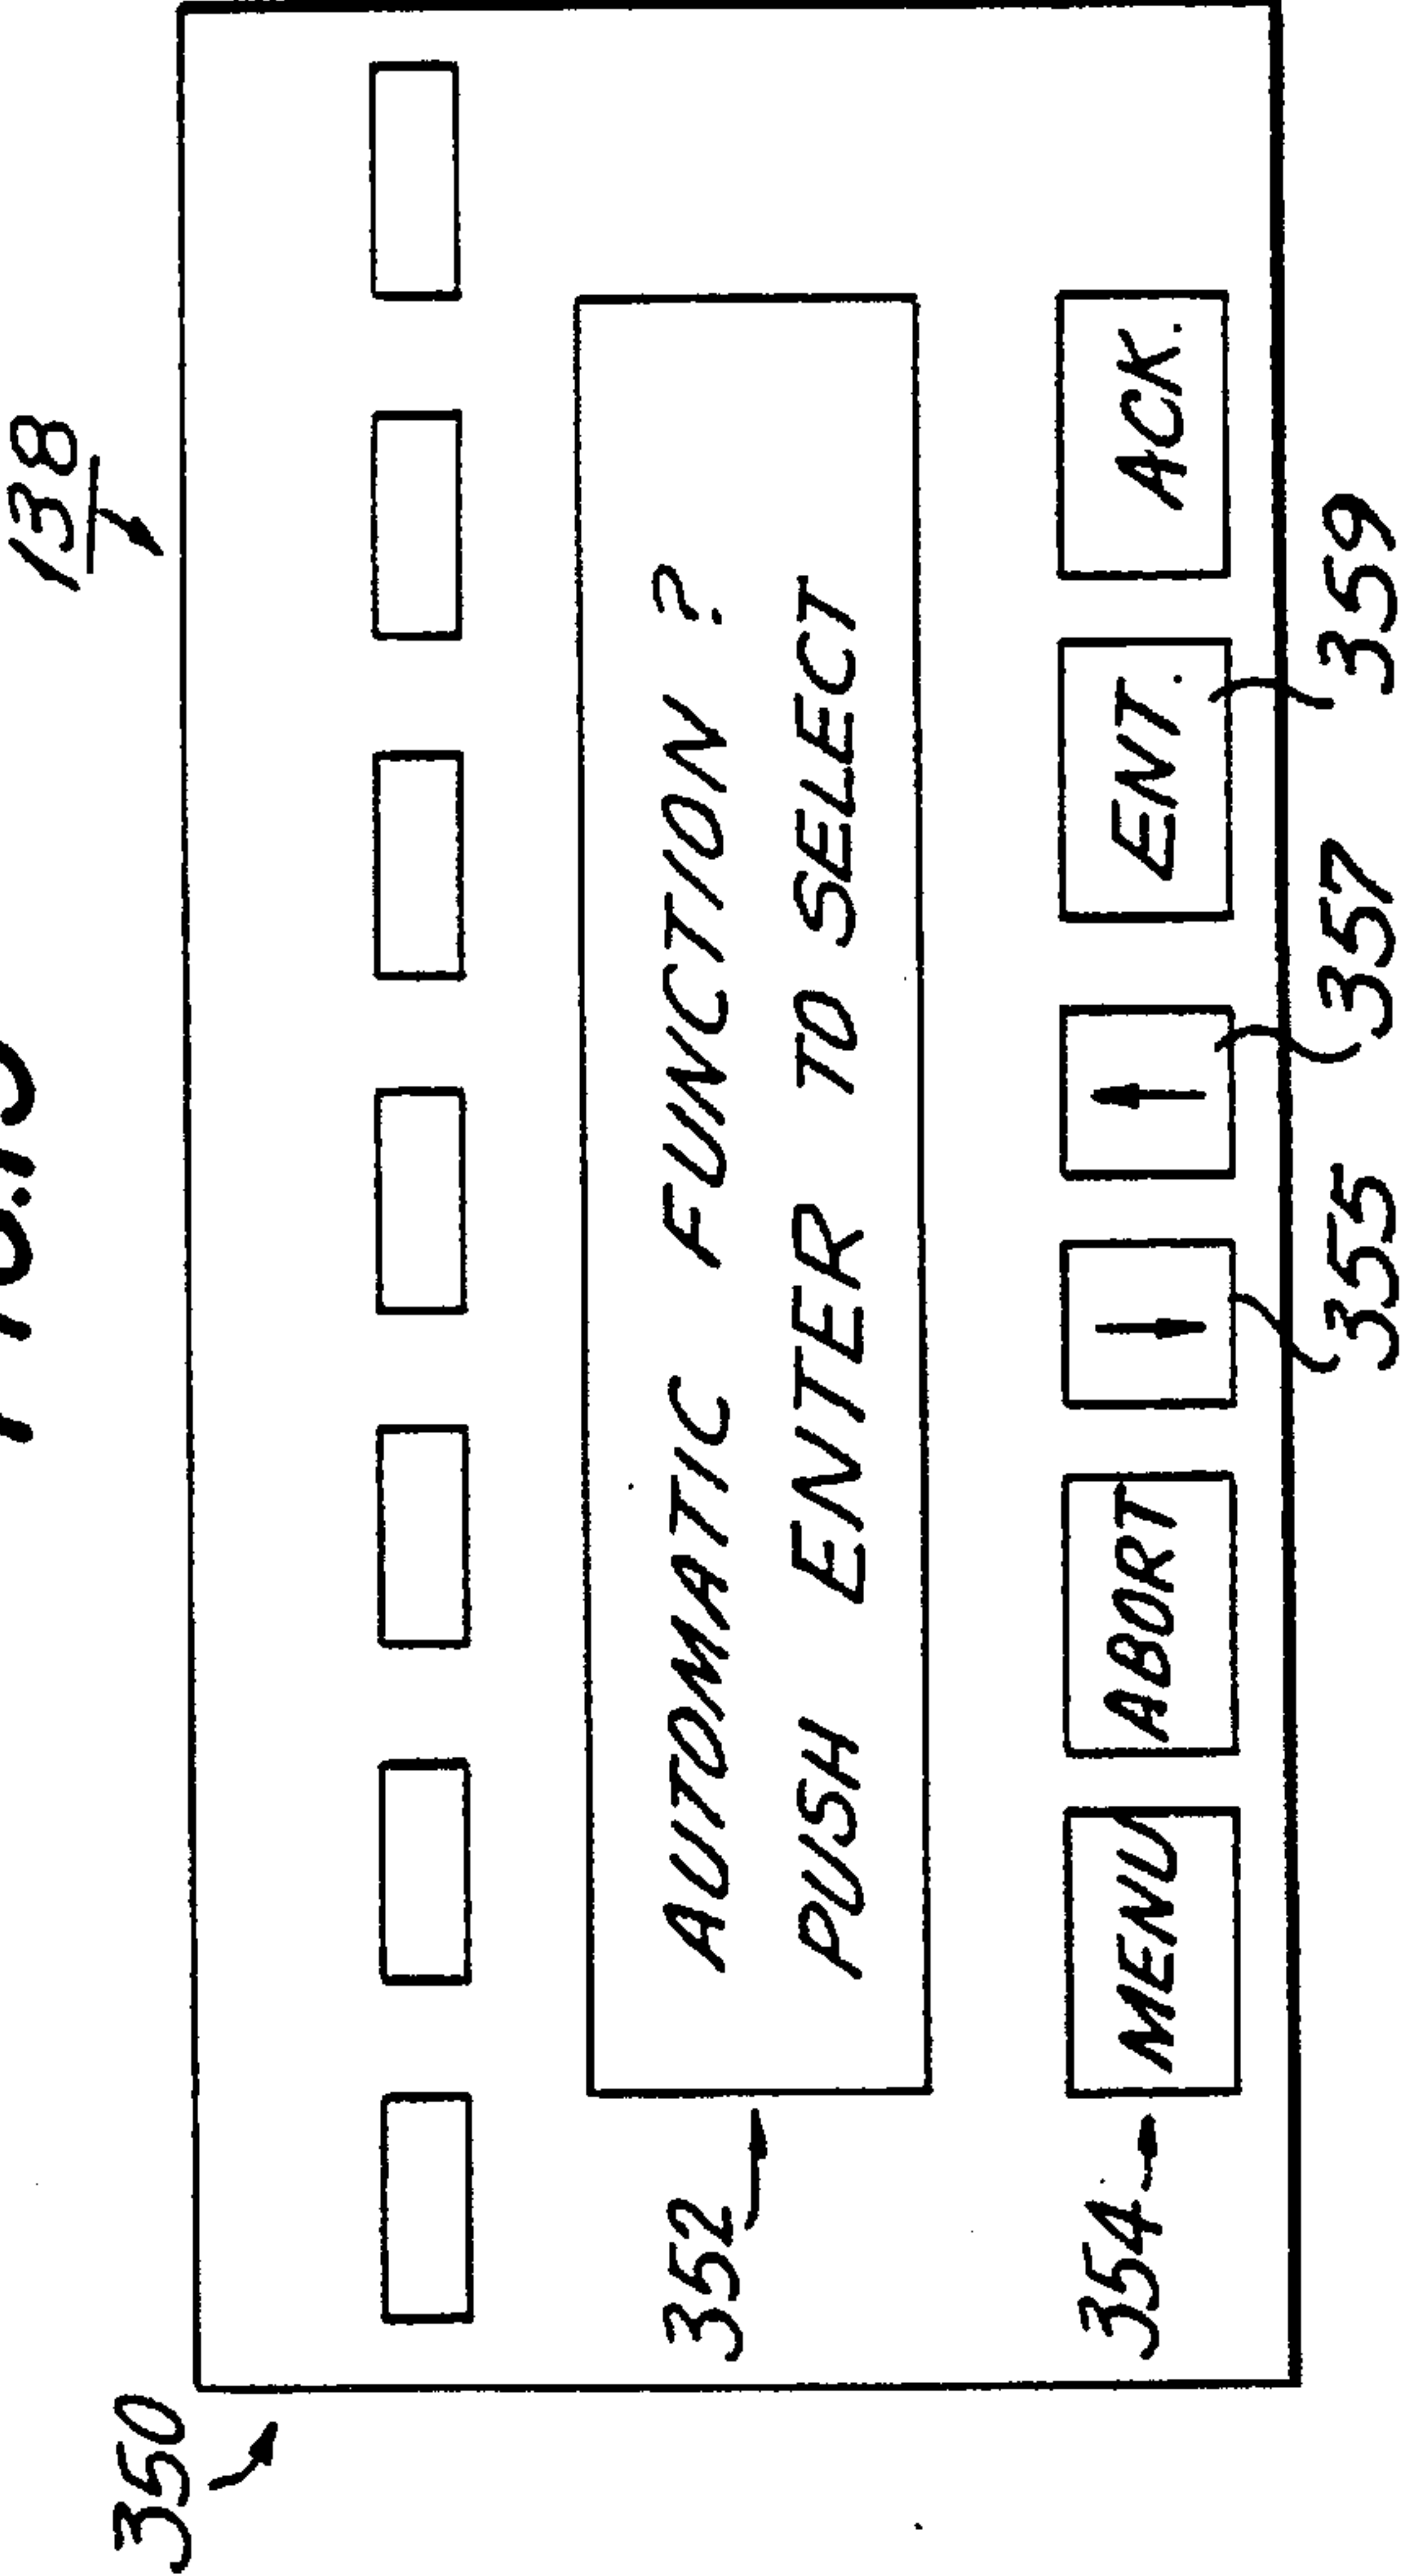 138
350
352
AUTOMATIC FUNCTION ?
PUSH ENTER TO SELECT
354
MENU
ABORT
↓
↑
ENT.
ACK.
355
357
359